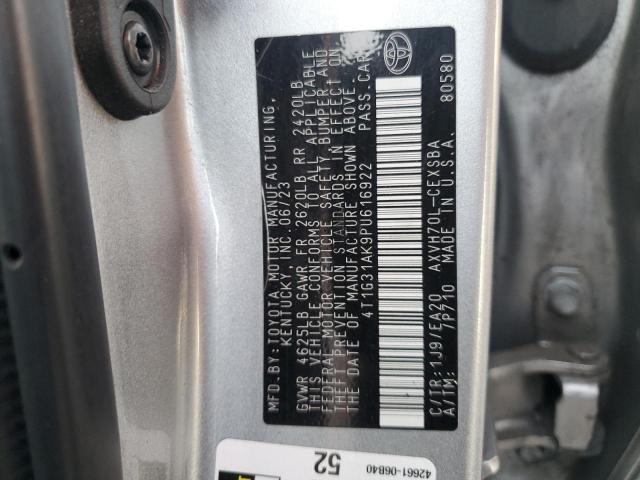 MFD. BY: TOYOTA MOTOR MANUFACTURING,
KENTUCKY, INC. 06/23
GVWR 4625LB GAWR FR 2620LB RR 2420LB
THIS VEHICLE CONFORMS TO ALL APPLICABLE
FEDERAL MOTOR VEHICLE SAFETY, BUMPER, AND
THEFT PREVENTION STANDARDS IN EFFECT ON
THE DATE OF MANUFACTURE SHOWN ABOVE.
4T1G31AK9PU616922 PASS. CAR
C/TR: 1J9/EA20 AXVH70L-CEXSBA
A/TM: -/P710 MADE IN U.S.A. 80580
52
42661-06B40